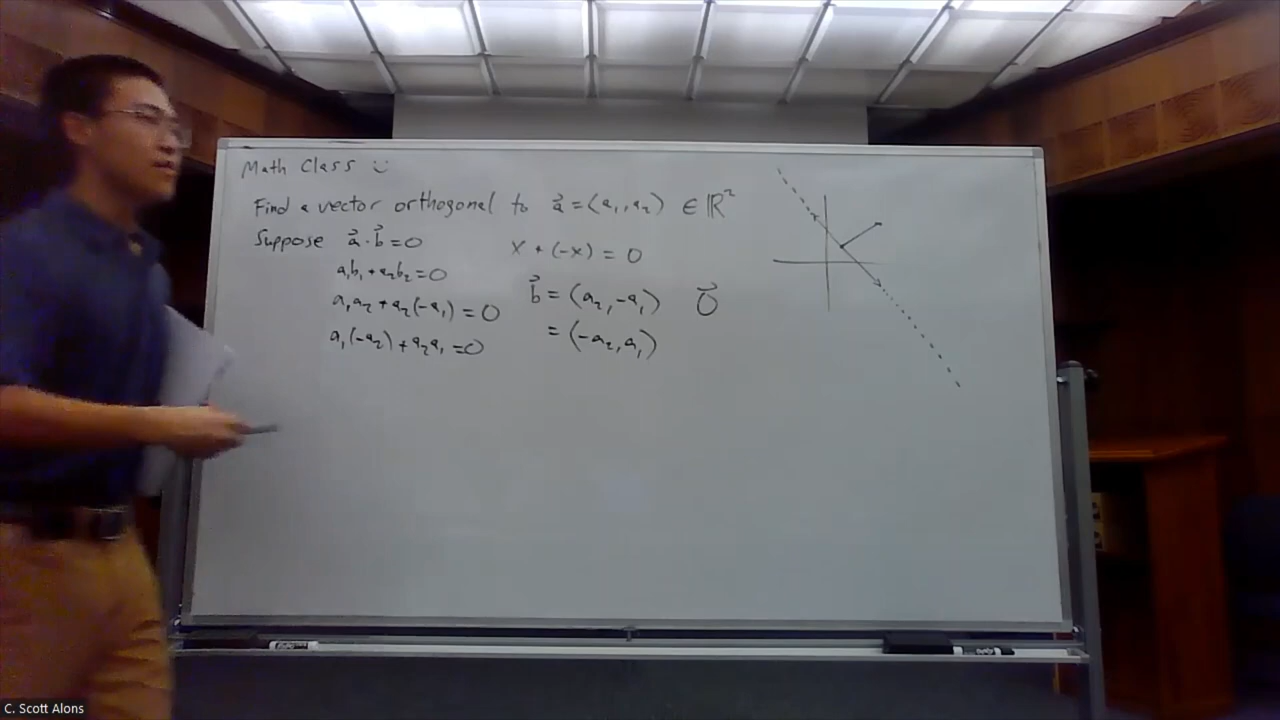 Math Class ☺
Find a vector orthogonal to a⃗ = ⟨a₁, a₂⟩ ∈ ℝ²
Suppose a⃗ · b⃗ = 0
x + (-x) = 0
a₁b₁ + a₂b₂ = 0
a₁a₂ + a₂(-a₁) = 0
b⃗ = ⟨a₂, -a₁⟩ 0⃗
a₁(-a₂) + a₂a₁ = 0
= ⟨-a₂, a₁⟩
C. Scott Alons